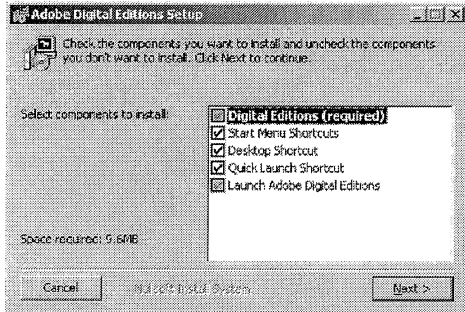 Adobe Digital Editions Setup
Check the components you want to install and uncheck the components
you don't want to install. Click Next to continue.
Select components to install:
Digital Editions (required)
Start Menu Shortcuts
Desktop Shortcut
Quick Launch Shortcut
Launch Adobe Digital Editions
Space required: 9.6MB
Nullsoft Install System
Cancel
Next >